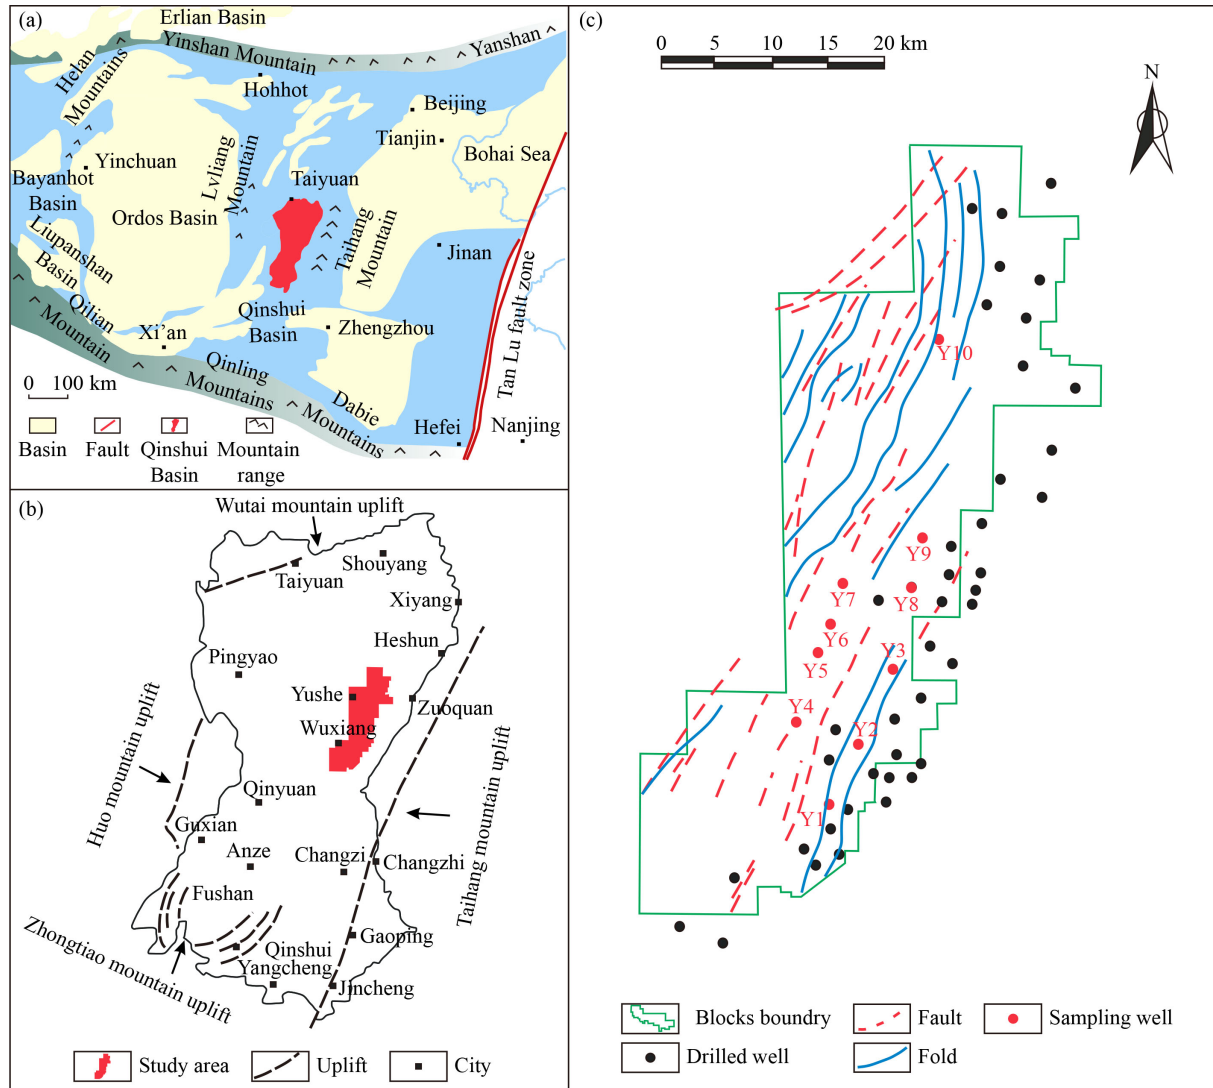 (a)
Erlian Basin
Yinshan Mountain
Yanshan
Helan
Mountains
Hohhot
Beijing
Tianjin
Bohai Sea
Yinchuan
Bayanhot
Basin
Lvliang
Mountain
Taiyuan
Ordos Basin
Taihang
Mountain
Liupanshan
Basin
Jinan
Qilian
Mountain
Qinshui
Basin
Xi'an
Zhengzhou
Tan Lu fault zone
Qinling
Mountains
Dabie
Mountains
Hefei
Nanjing
0 100 km
Basin
Fault
Qinshui
Basin
Mountain
range
(b)
Wutai mountain uplift
Shouyang
Taiyuan
Xiyang
Heshun
Pingyao
Yushe
Zuoquan
Wuxiang
Huo mountain uplift
Qinyuan
Guxian
Anze
Changzi
Changzhi
Taihang mountain uplift
Fushan
Zhongtiao mountain uplift
Qinshui
Gaoping
Yangcheng
Jincheng
Study area
Uplift
City
(c)
0 5 10 15 20 km
N
Y10
Y9
Y7
Y8
Y6
Y5
Y3
Y4
Y2
Y1
Blocks boundry
Fault
Sampling well
Drilled well
Fold